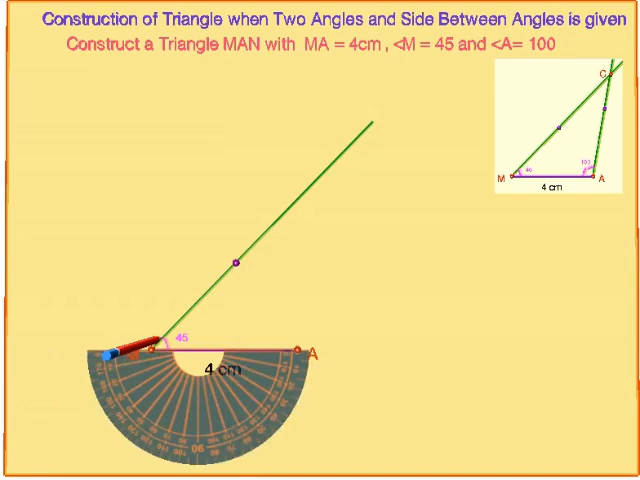 Construction of Triangle when Two Angles and Side Between Angles is given
Construct a Triangle MAN with MA = 4cm , <M = 45 and <A= 100
C
M
A
4 cm
45
A
4 cm
90